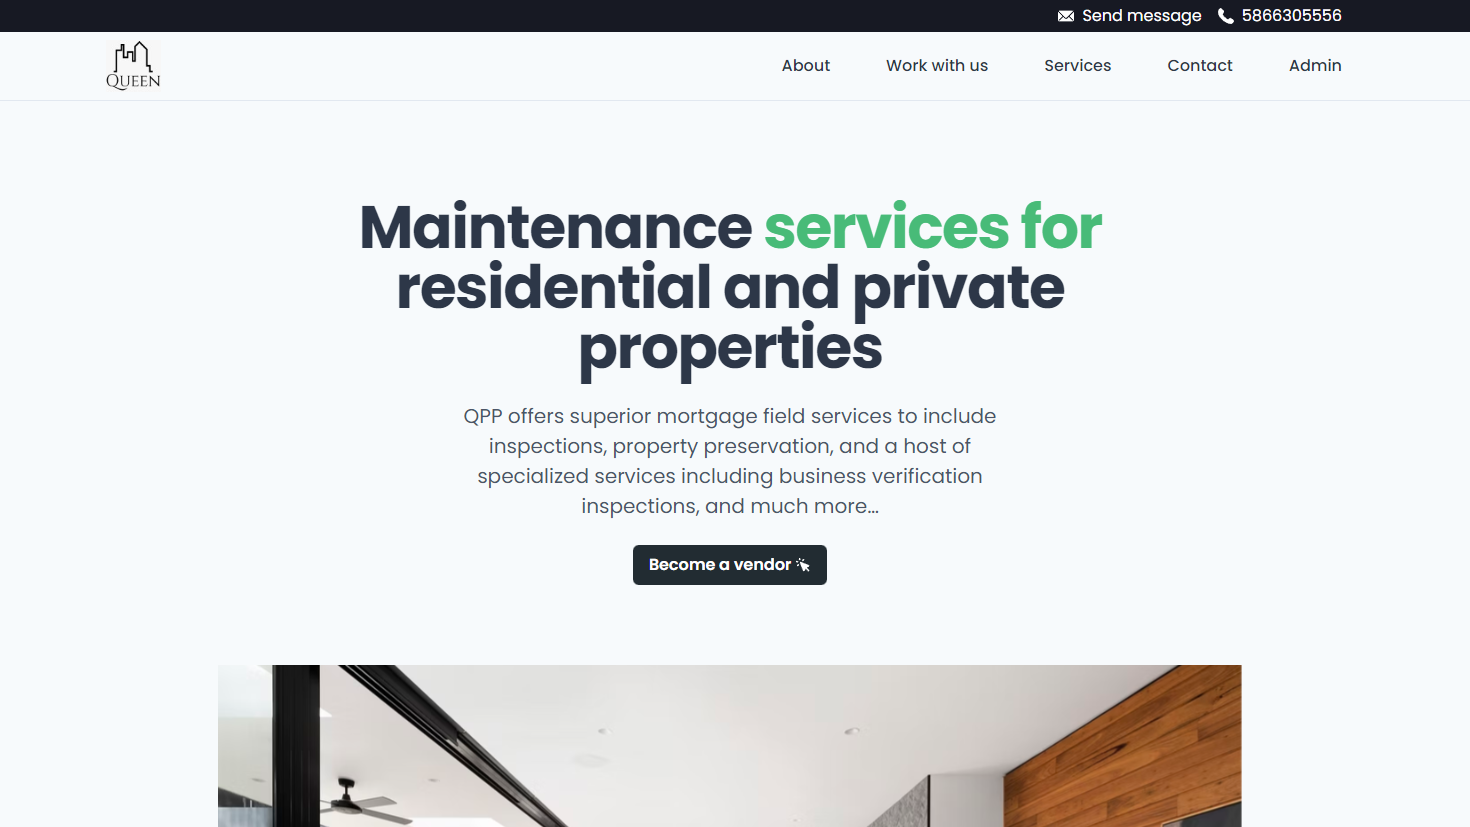 Send message 5866305556
QUEEN
About Work with us Services Contact Admin
Maintenance services for
residential and private
properties
QPP offers superior mortgage field services to include
inspections, property preservation, and a host of
specialized services including business verification
inspections, and much more...
Become a vendor